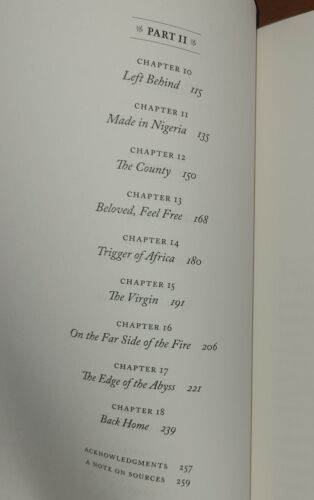 PART II
CHAPTER 10
Left Behind 115
CHAPTER 11
Made in Nigeria 135
CHAPTER 12
The County 150
CHAPTER 13
Beloved, Feel Free 168
CHAPTER 14
Trigger of Africa 180
CHAPTER 15
The Virgin 191
CHAPTER 16
On the Far Side of the Fire 206
CHAPTER 17
The Edge of the Abyss 221
CHAPTER 18
Back Home 239
ACKNOWLEDGMENTS 257
A NOTE ON SOURCES 259